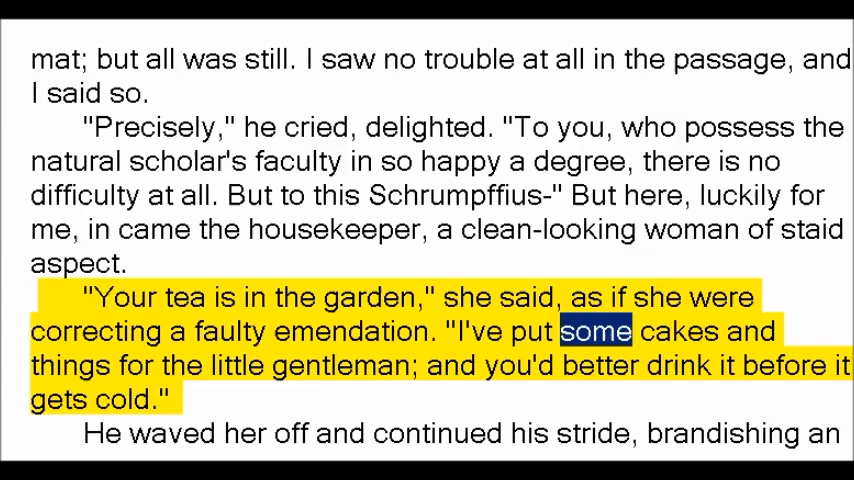 mat; but all was still. I saw no trouble at all in the passage, and
I said so.
"Precisely," he cried, delighted. "To you, who possess the
natural scholar's faculty in so happy a degree, there is no
difficulty at all. But to this Schrumpffius-" But here, luckily for
me, in came the housekeeper, a clean-looking woman of staid
aspect.
"Your tea is in the garden," she said, as if she were
correcting a faulty emendation. "I've put some cakes and
things for the little gentleman; and you'd better drink it before it
gets cold."
He waved her off and continued his stride, brandishing an